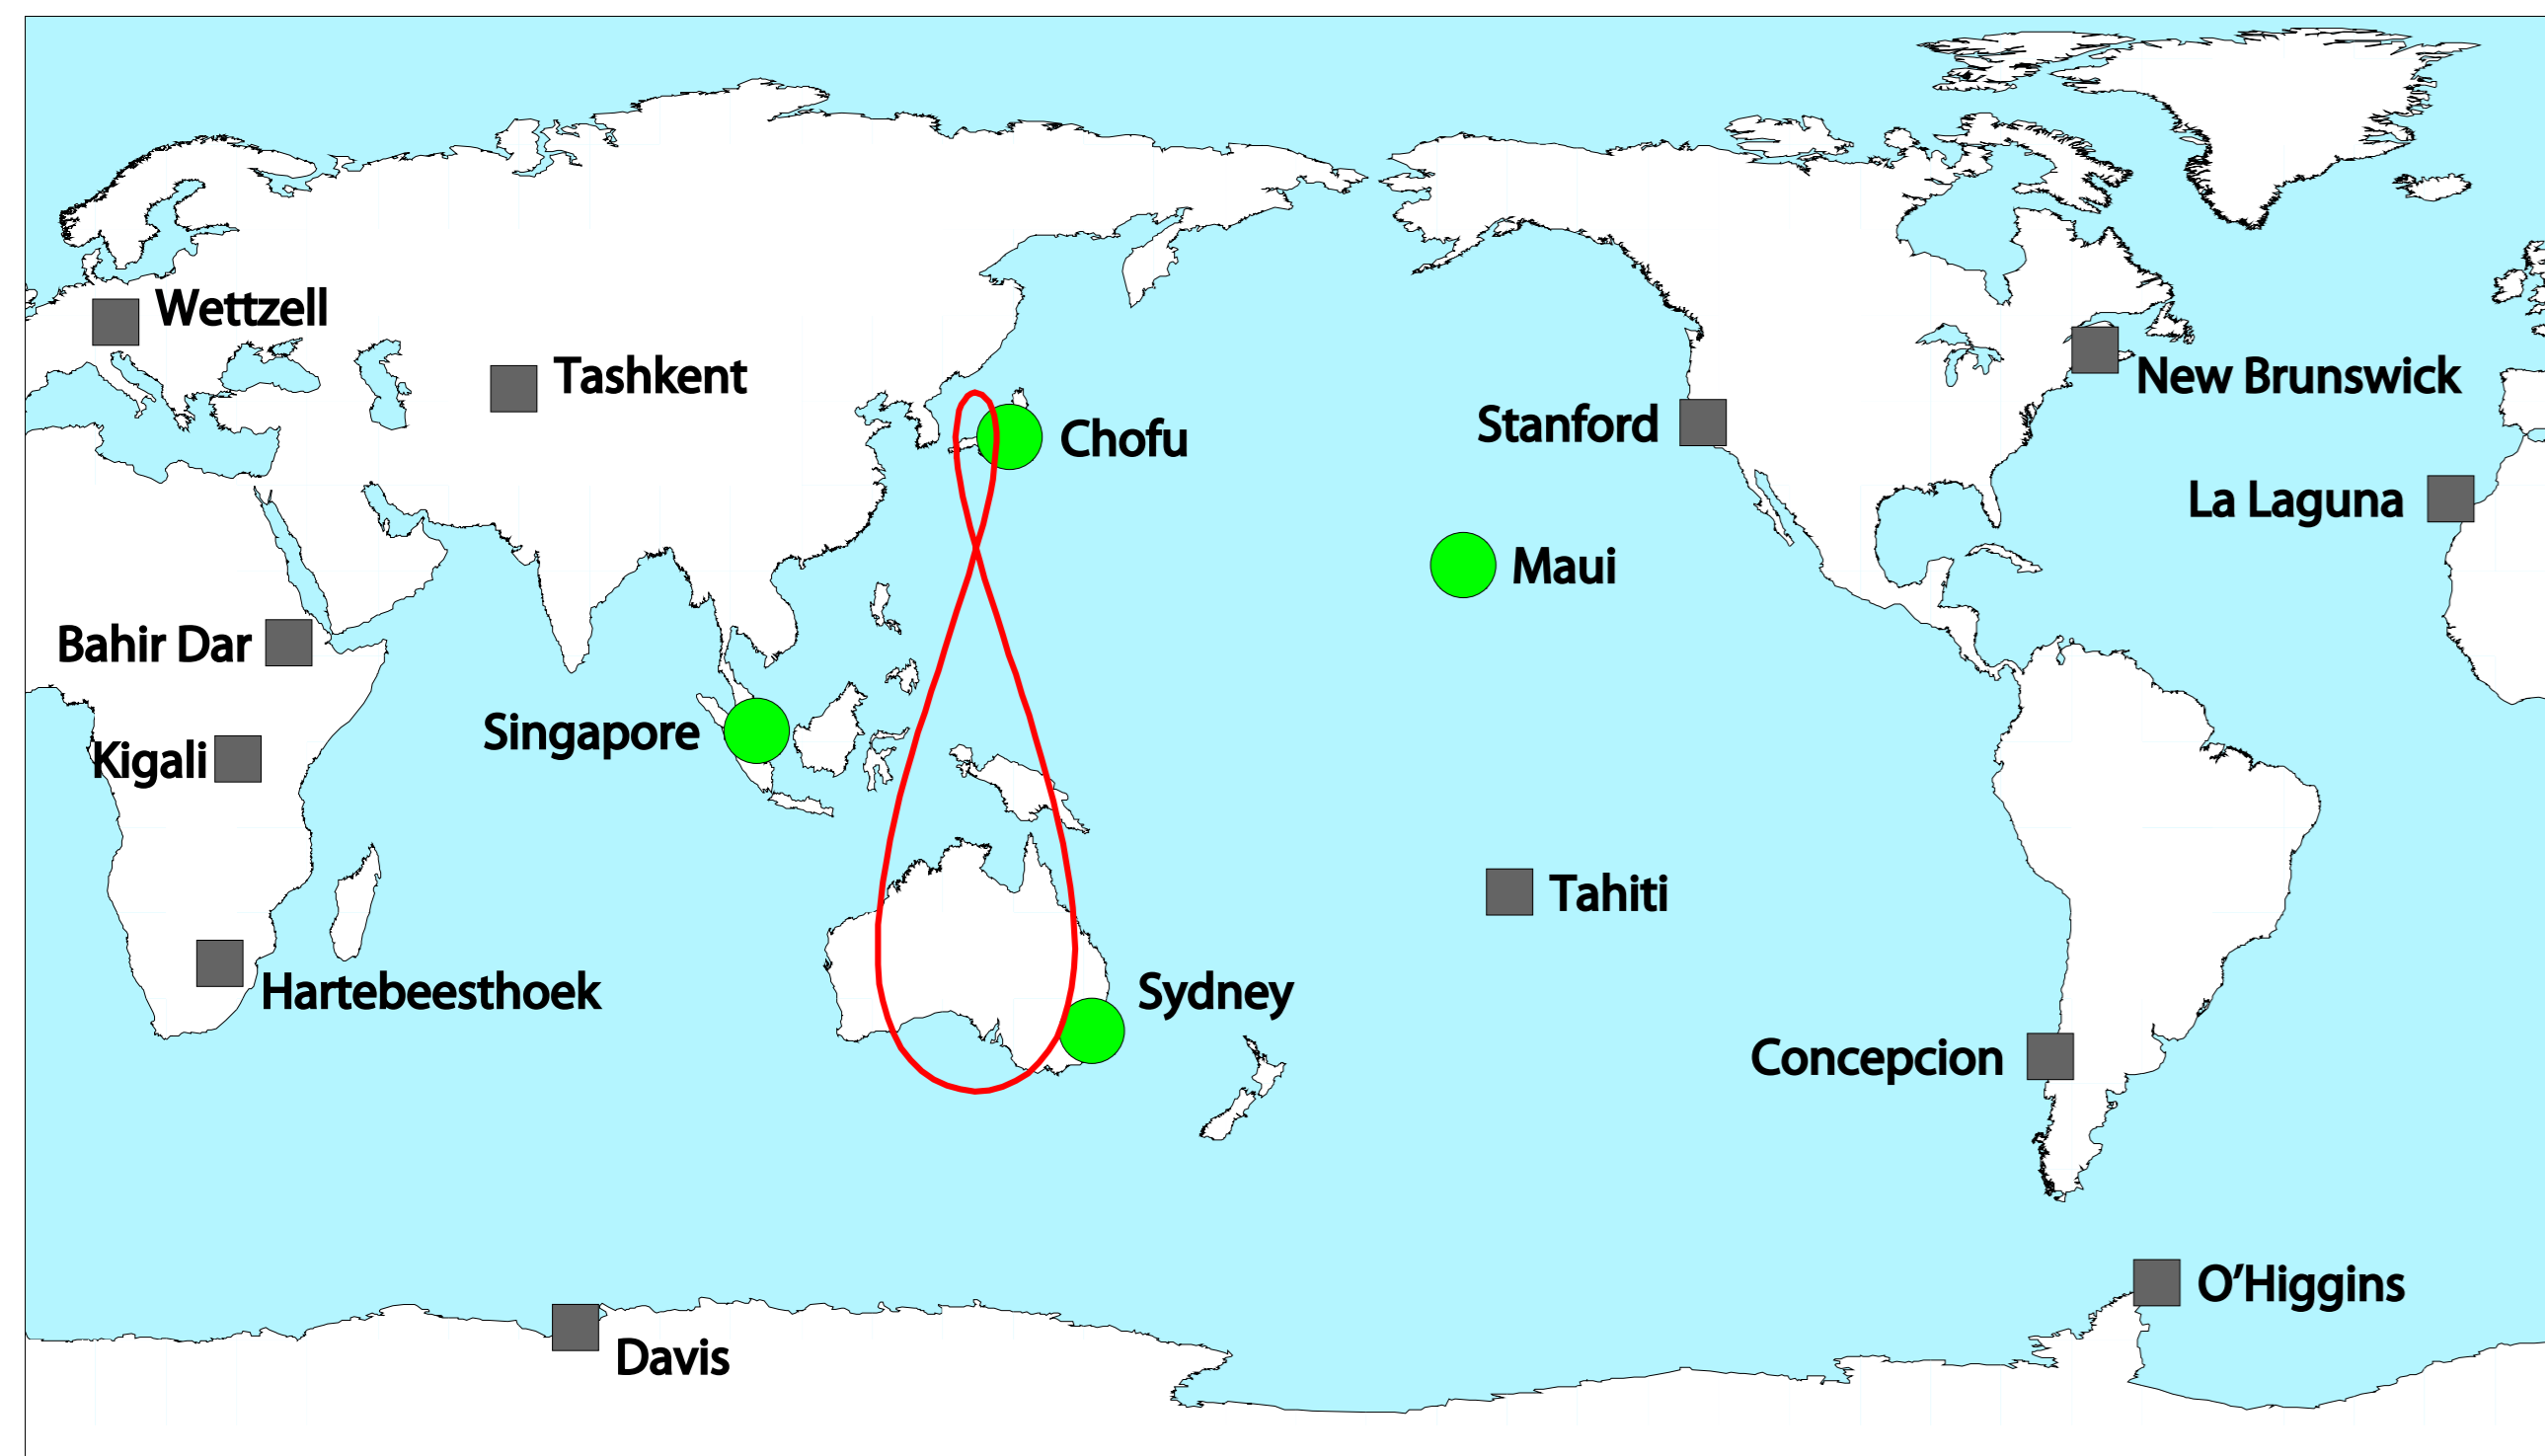 Wettzell
Tashkent
New Brunswick
Chofu
Stanford
La Laguna
Maui
Bahir Dar
Singapore
Kigali
Tahiti
Hartebeesthoek
Sydney
Concepcion
O’Higgins
Davis